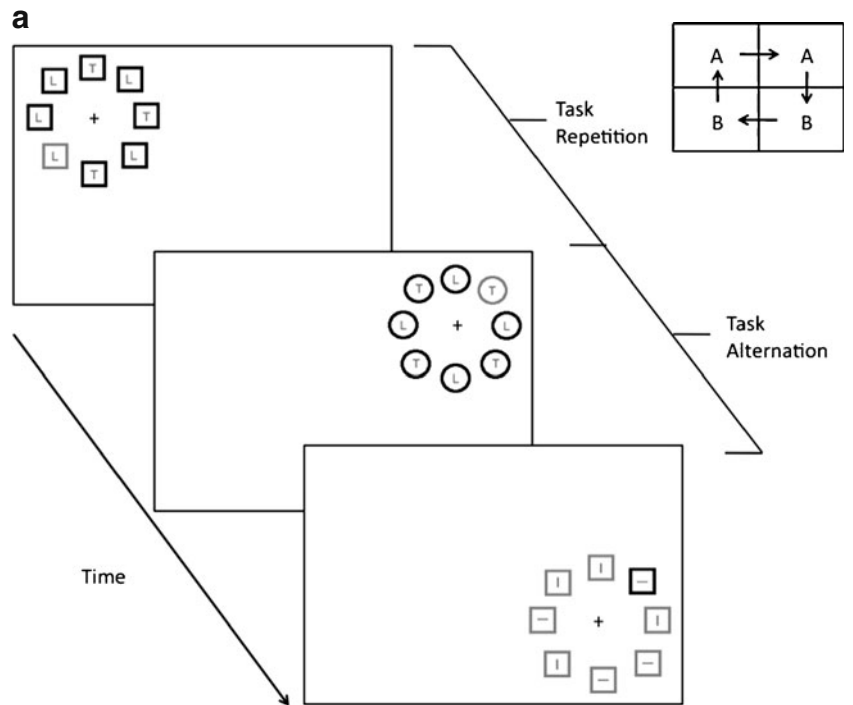 a
A A
B B
Task
Repetition
T
L L
L + T
L L
T
L
T T
L + L
T T
L
Task
Alternation
Time
I
I —
— + I
I —
—